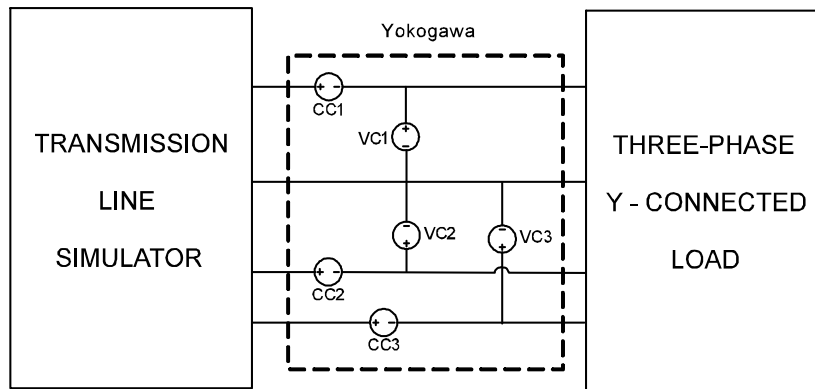 Yokogawa
TRANSMISSION
LINE
SIMULATOR
+ -
CC1
+
VC1
-
-
VC2
+
-
VC3
+
+ -
CC2
+ -
CC3
THREE-PHASE
Y - CONNECTED
LOAD